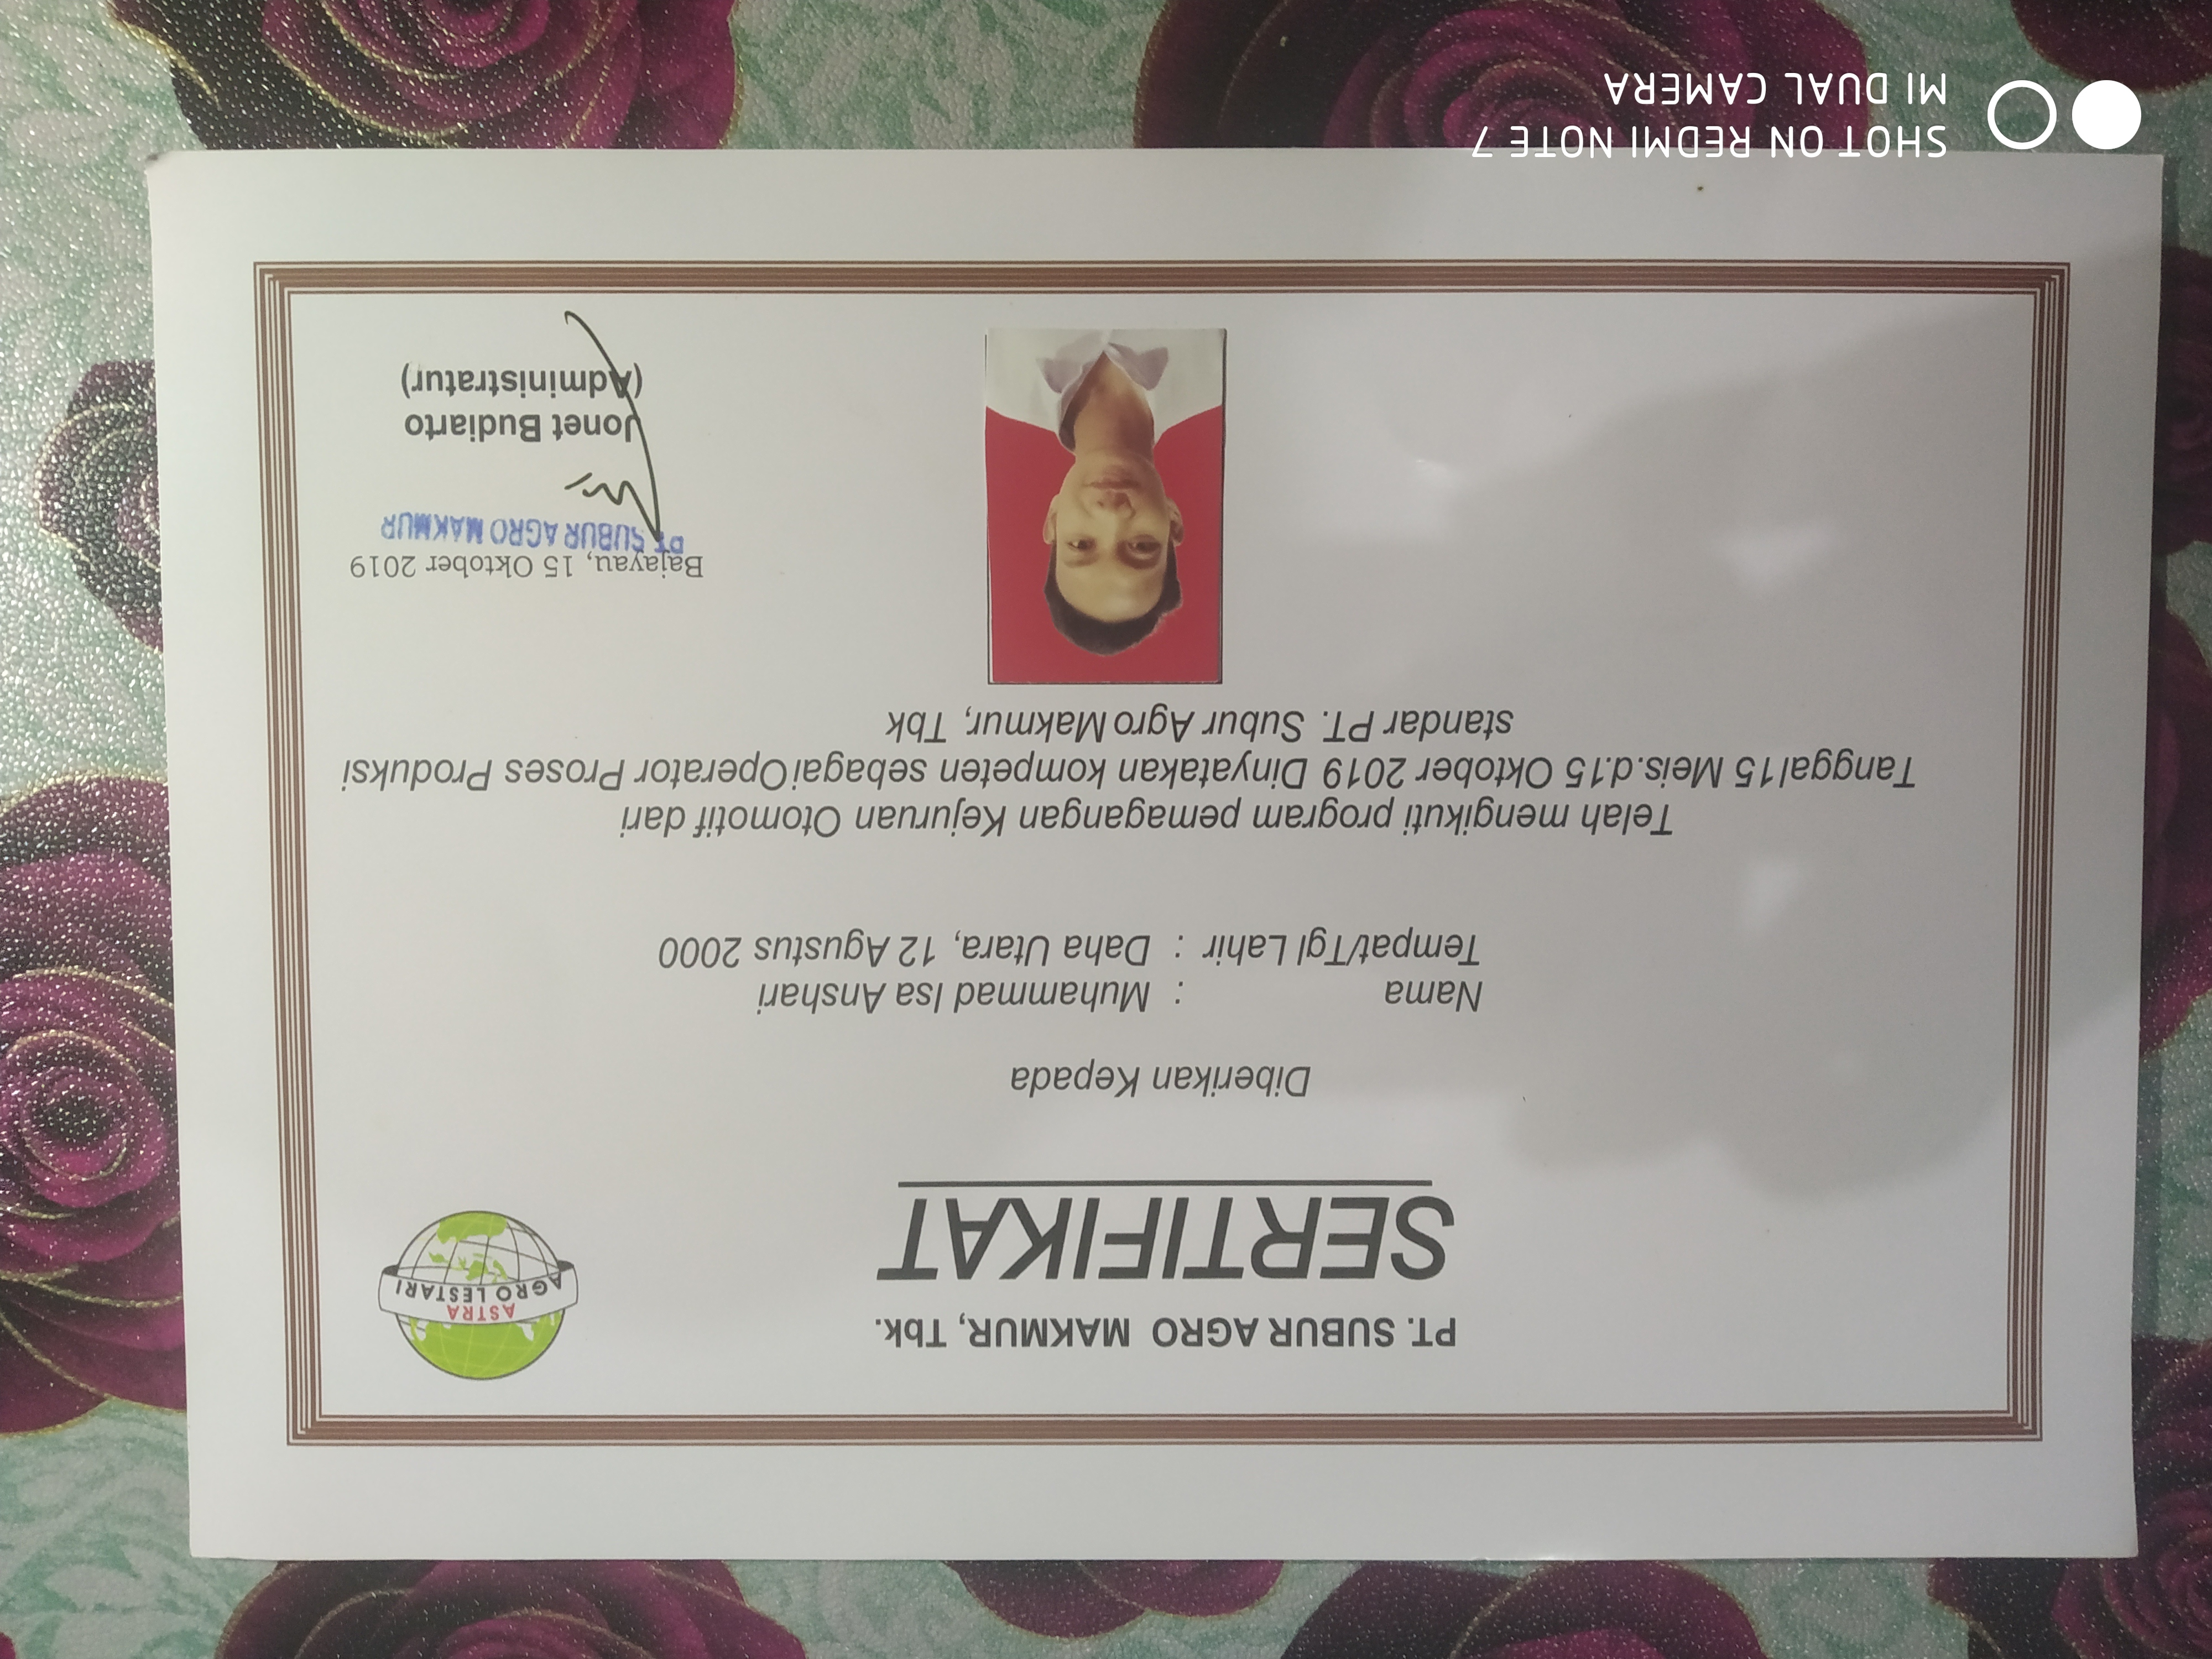 PT. SUBUR AGRO MAKMUR, Tbk.
ASTRA
AGRO LESTARI
SERTIFIKAT
Diberikan Kepada
Nama : Muhammad Isa Anshari
Tempat/Tgl Lahir : Daha Utara, 12 Agustus 2000
Telah mengikuti program pemagangan Kejuruan Otomotif dari
Tanggal 15 Mei s.d. 15 Oktober 2019 Dinyatakan kompeten sebagai Operator Proses Produksi
standar PT. Subur Agro Makmur, Tbk
Bajayau, 15 Oktober 2019
PT SUBUR AGRO MAKMUR
Jonet Budiarto
(Administratur)
SHOT ON REDMI NOTE 7
MI DUAL CAMERA